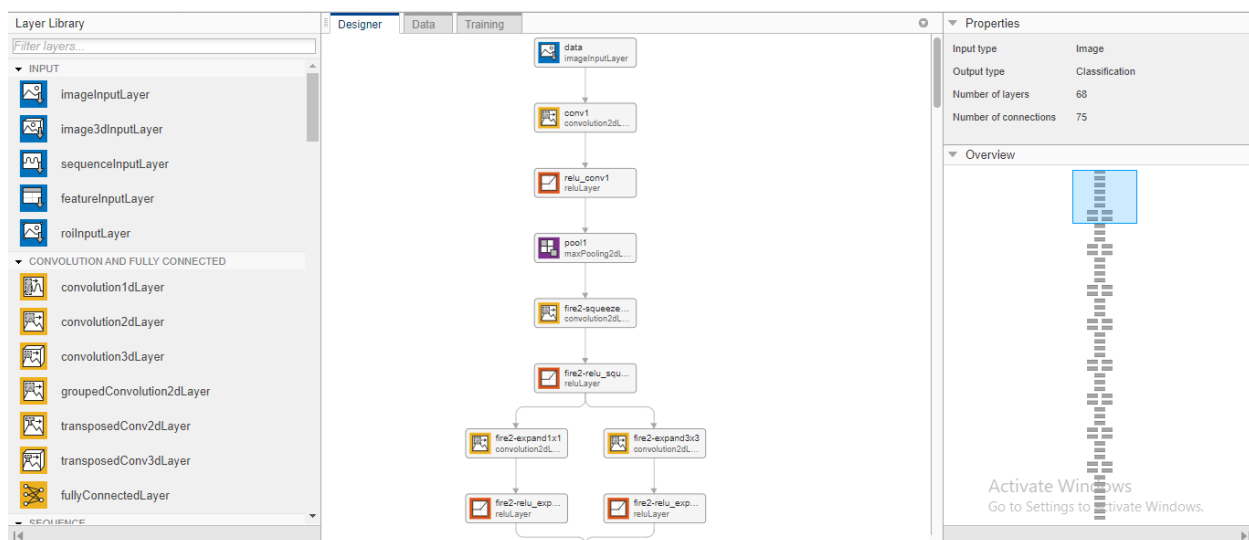 Layer Library
Filter layers...
INPUT
imageInputLayer
image3dInputLayer
sequenceInputLayer
featureInputLayer
roiInputLayer
CONVOLUTION AND FULLY CONNECTED
convolution1dLayer
convolution2dLayer
convolution3dLayer
groupedConvolution2dLayer
transposedConv2dLayer
transposedConv3dLayer
fullyConnectedLayer
SEQUENCE
Designer Data Training
data
imageInputLayer
conv1
convolution2dL...
relu_conv1
reluLayer
pool1
maxPooling2dL...
fire2-squeeze...
convolution2dL...
fire2-relu_squ...
reluLayer
fire2-expand1x1
convolution2dL...
fire2-expand3x3
convolution2dL...
fire2-relu_exp...
reluLayer
fire2-relu_exp...
reluLayer
Properties
Input type Image
Output type Classification
Number of layers 68
Number of connections 75
Overview
Activate Windows
Go to Settings to activate Windows.